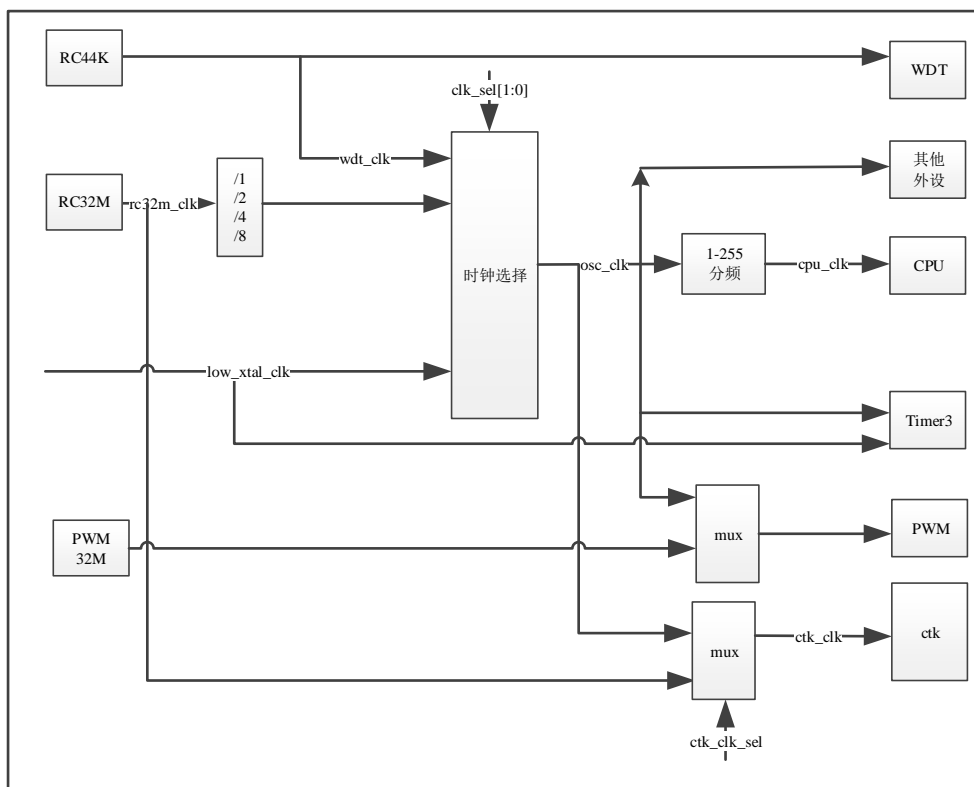 RC44K
WDT
clk_sel[1:0]
wdt_clk
其他
外设
RC32M
rc32m_clk
/1
/2
/4
/8
时钟选择
osc_clk
1-255
分频
cpu_clk
CPU
low_xtal_clk
Timer3
PWM
32M
mux
PWM
mux
ctk_clk
ctk
ctk_clk_sel